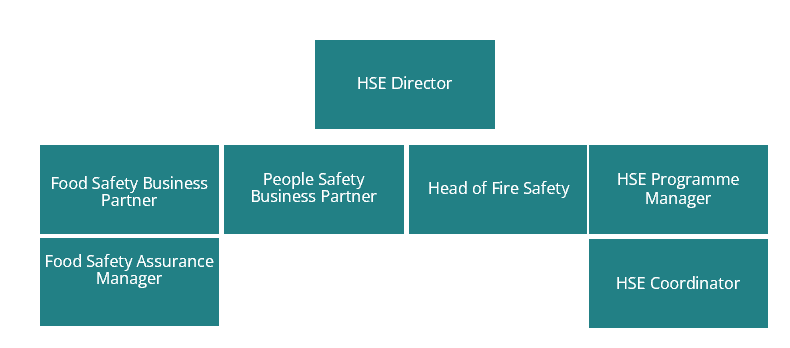 HSE Director
Food Safety Business
Partner
People Safety
Business Partner
Head of Fire Safety
HSE Programme
Manager
Food Safety Assurance
Manager
HSE Coordinator